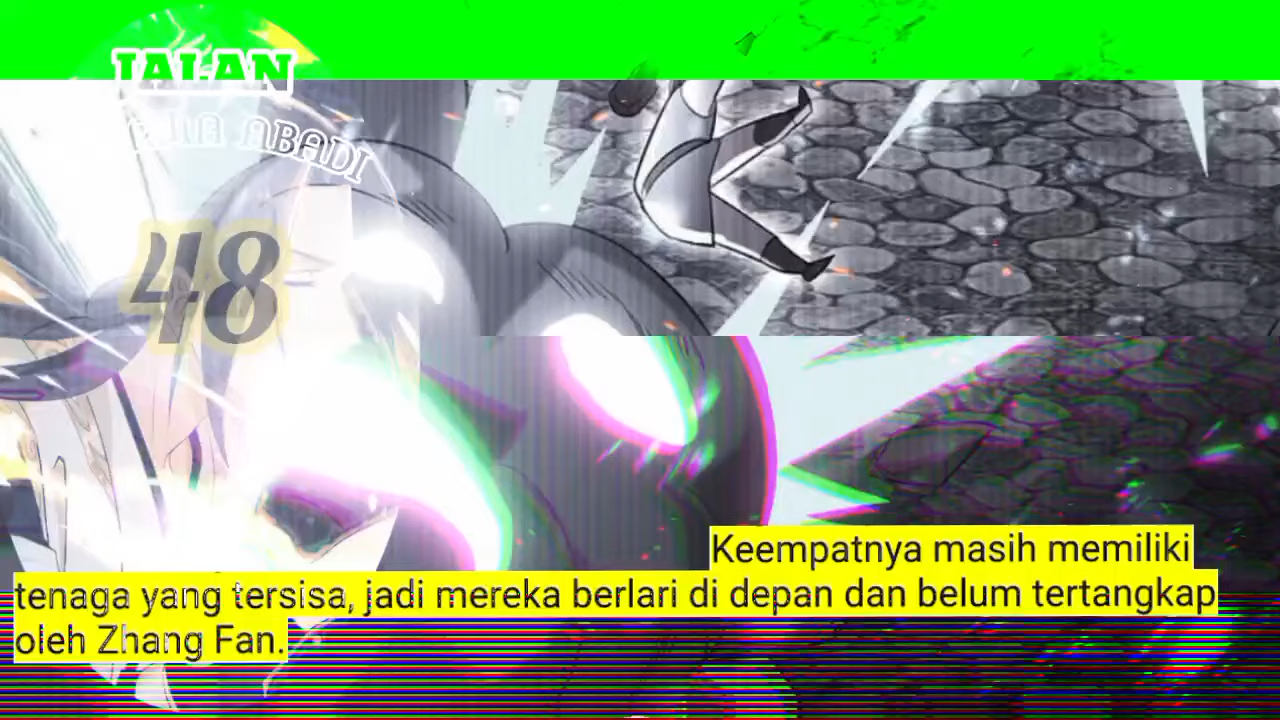 JALAN
ABADI
48
Keempatnya masih memiliki
tenaga yang tersisa, jadi mereka berlari di depan dan belum tertangkap
oleh Zhang Fan.